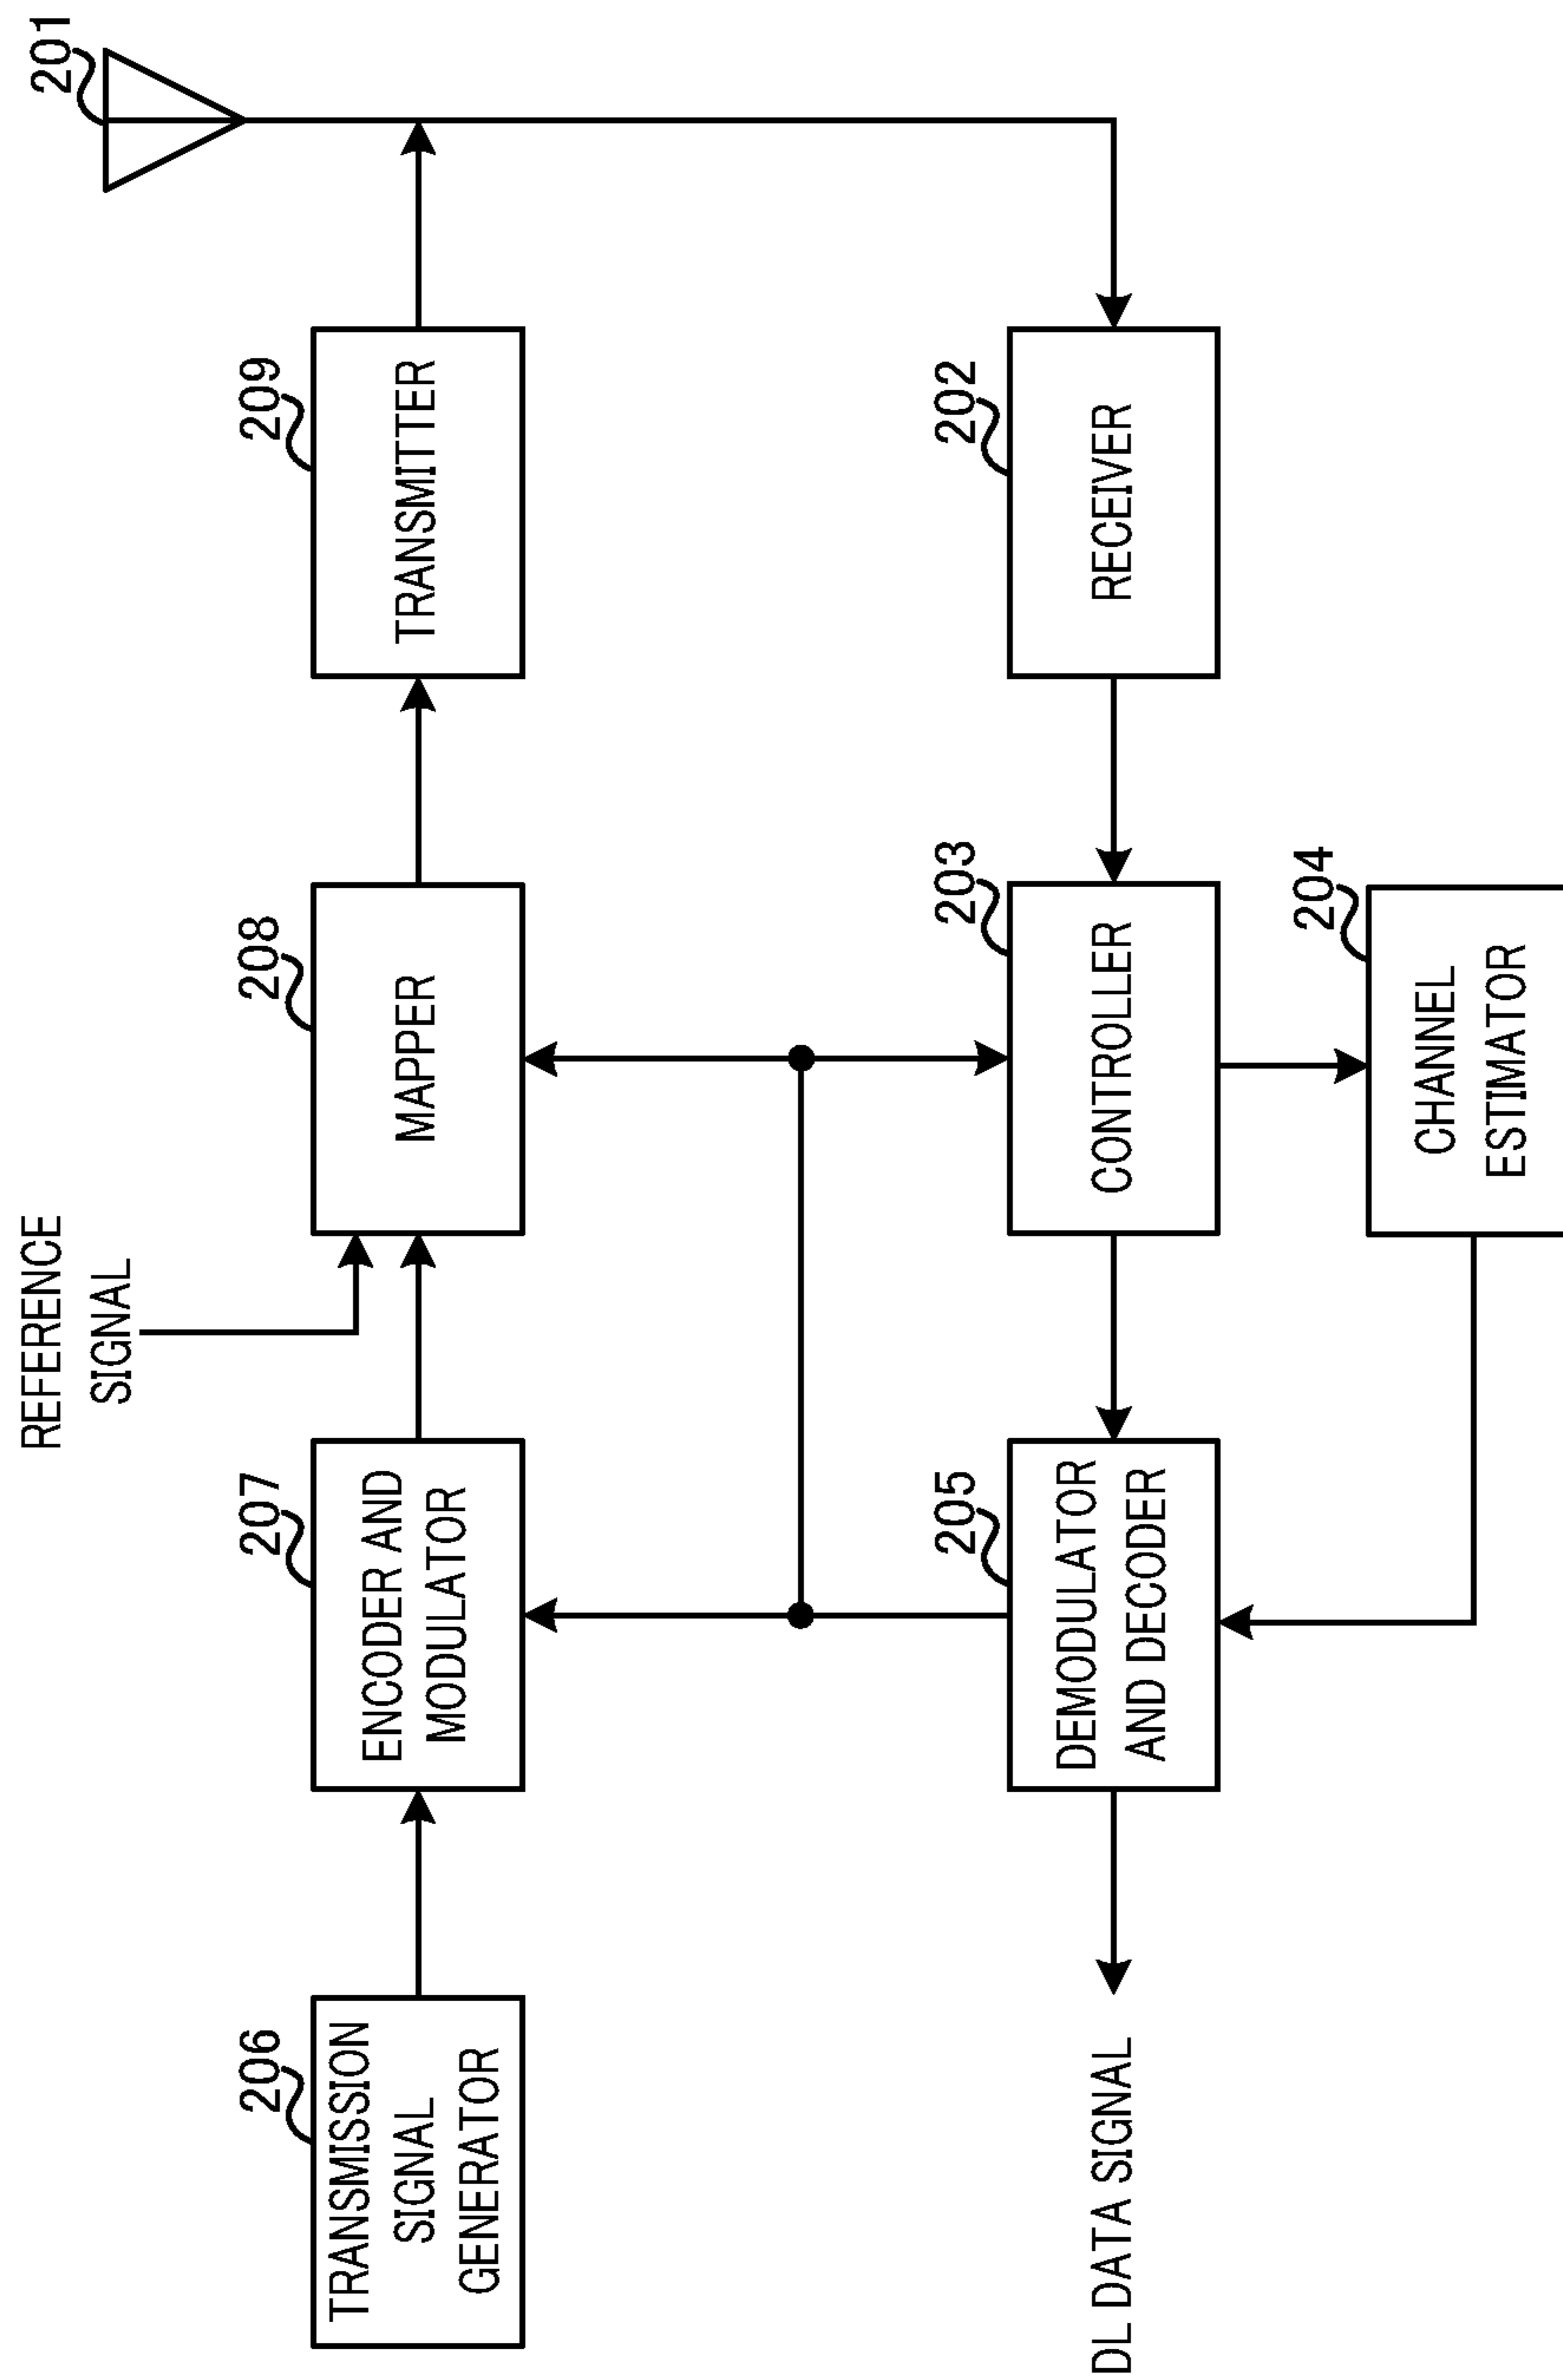 206
TRANSMISSION
SIGNAL
GENERATOR
207
ENCODER AND
MODULATOR
REFERENCE
SIGNAL
208
MAPPER
209
TRANSMITTER
201
DL DATA SIGNAL
205
DEMODULATOR
AND DECODER
203
CONTROLLER
202
RECEIVER
204
CHANNEL
ESTIMATOR